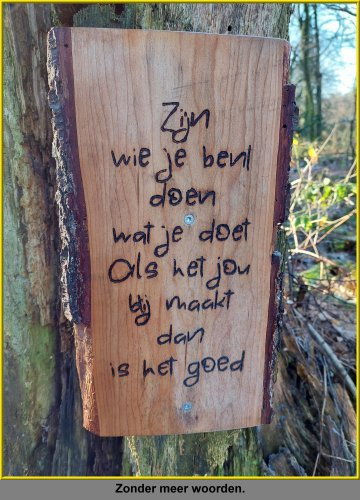 Zijn
wie je bent
doen
wat je doet
Als het jou
blij maakt
dan
is het goed
Zonder meer woorden.